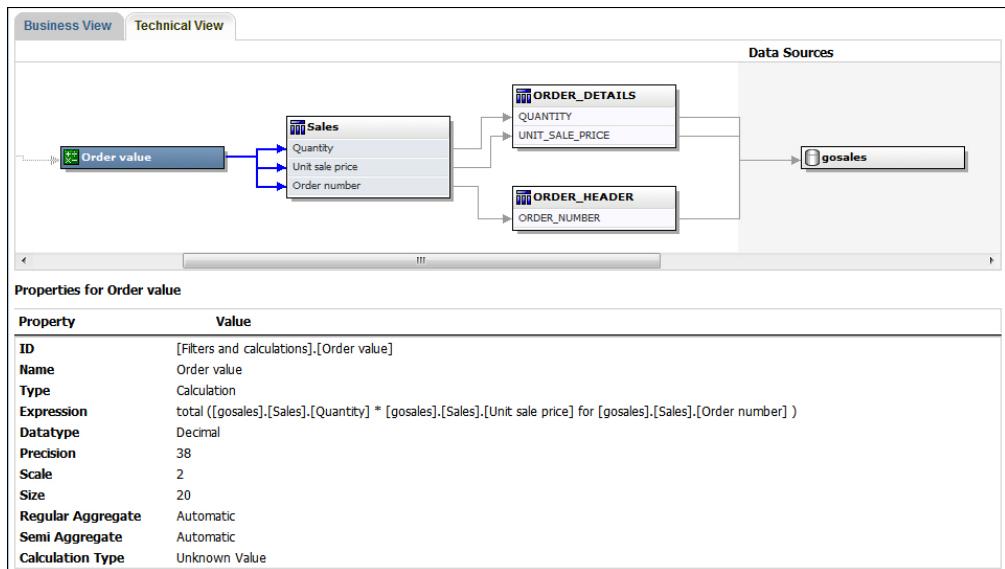 Business View Technical View
Data Sources
ORDER_DETAILS
QUANTITY
UNIT_SALE_PRICE
Sales
Quantity
Unit sale price
Order number
Order value
gosales
ORDER_HEADER
ORDER_NUMBER
Properties for Order value
Property Value
ID [Filters and calculations].[Order value]
Name Order value
Type Calculation
Expression total ([gosales].[Sales].[Quantity] * [gosales].[Sales].[Unit sale price] for [gosales].[Sales].[Order number] )
Datatype Decimal
Precision 38
Scale 2
Size 20
Regular Aggregate Automatic
Semi Aggregate Automatic
Calculation Type Unknown Value